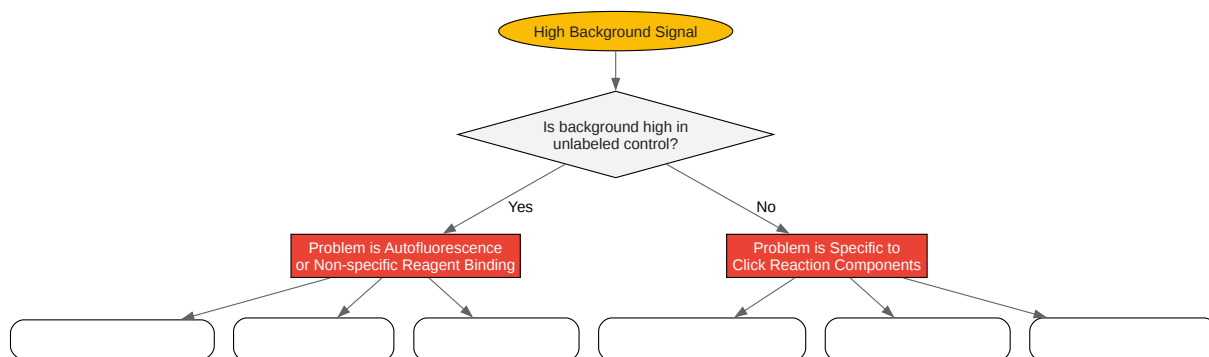 High Background Signal
Is background high in
unlabeled control?
Yes
No
Problem is Autofluorescence
or Non-specific Reagent Binding
Problem is Specific to
Click Reaction Components